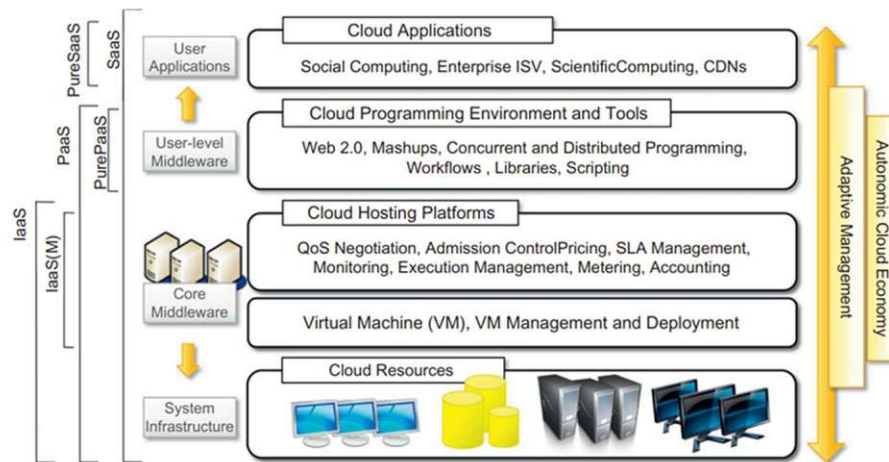 Cloud Applications
User
Applications
Social Computing, Enterprise ISV, ScientificComputing, CDNs
PureSaaS
SaaS
Cloud Programming Environment and Tools
User-level
Middleware
Web 2.0, Mashups, Concurrent and Distributed Programming,
Workflows , Libraries, Scripting
PaaS
PurePaaS
Cloud Hosting Platforms
QoS Negotiation, Admission ControlPricing, SLA Management,
Monitoring, Execution Management, Metering, Accounting
IaaS
IaaS(M)
Core
Middleware
Virtual Machine (VM), VM Management and Deployment
Cloud Resources
System
Infrastructure
Adaptive Management
Autonomic Cloud Economy